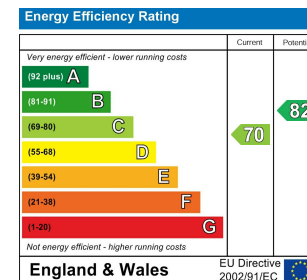 Energy Efficiency Rating
Current Potenti
Very energy efficient - lower running costs
(92 plus) A
(81-91) B
(69-80) C
(55-68) D
(39-54) E
(21-38) F
(1-20) G
70
82
Not energy efficient - higher running costs
England & Wales
EU Directive
2002/91/EC